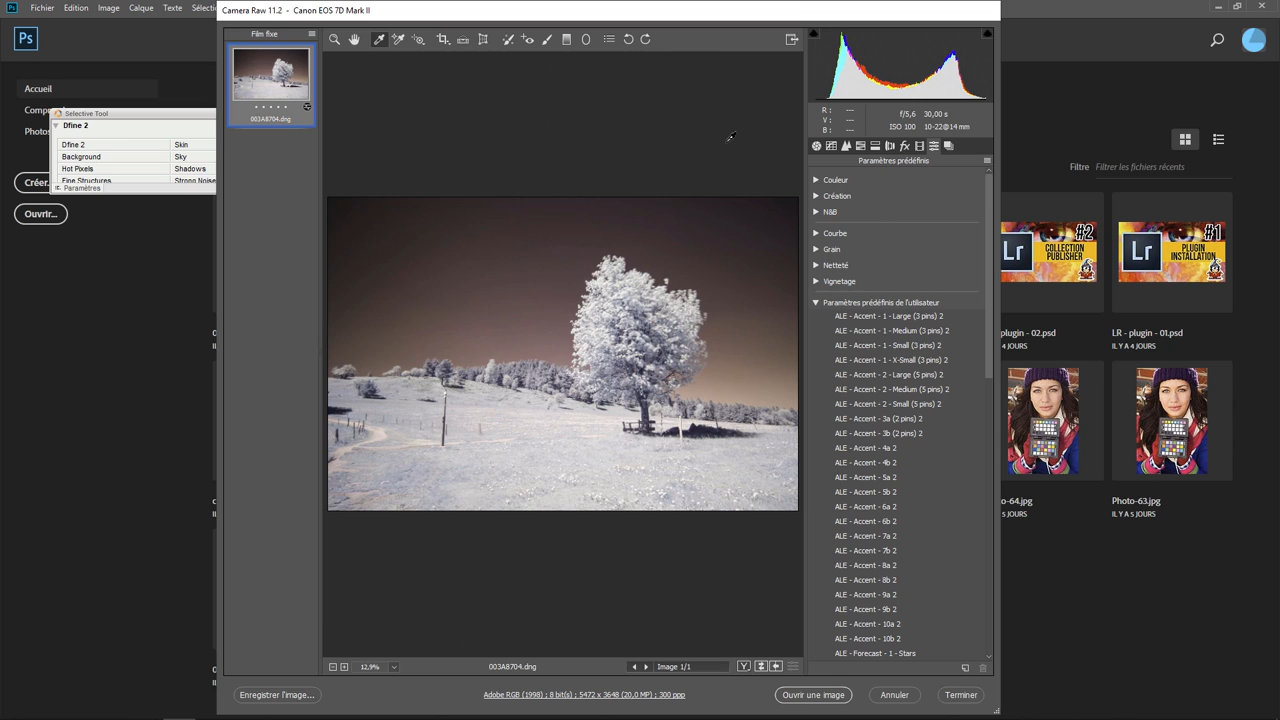 Ps
Fichier
Edition
Image
Calque
Texte
Camera Raw 11.2 - Canon EOS 7D Mark II
Ps
Accueil
Selective Tool
Dfine 2
Dfine 2
Skin
Background
Sky
Hot Pixels
Shadows
Fine Structures
Strong Noise
Paramètres
Ouvrir...
Film fixe
003A8704.dng
R : ---
V : ---
B : ---
f/5,6 30,00 s
ISO 100 10-22@14 mm
Paramètres prédéfinis
Couleur
Création
N&B
Courbe
Grain
Netteté
Vignetage
Paramètres prédéfinis de l'utilisateur
ALE - Accent - 1 - Large (3 pins) 2
ALE - Accent - 1 - Medium (3 pins) 2
ALE - Accent - 1 - Small (3 pins) 2
ALE - Accent - 1 - X-Small (3 pins) 2
ALE - Accent - 2 - Large (5 pins) 2
ALE - Accent - 2 - Medium (5 pins) 2
ALE - Accent - 2 - Small (5 pins) 2
ALE - Accent - 3a (2 pins) 2
ALE - Accent - 3b (2 pins) 2
ALE - Accent - 4a 2
ALE - Accent - 4b 2
ALE - Accent - 5a 2
ALE - Accent - 5b 2
ALE - Accent - 6a 2
ALE - Accent - 6b 2
ALE - Accent - 7a 2
ALE - Accent - 7b 2
ALE - Accent - 8a 2
ALE - Accent - 8b 2
ALE - Accent - 9a 2
ALE - Accent - 9b 2
ALE - Accent - 10a 2
ALE - Accent - 10b 2
ALE - Forecast - 1 - Stars
12,9%
003A8704.dng
Image 1/1
Y
Enregistrer l'image...
Adobe RGB (1998) ; 8 bit(s) ; 5472 x 3648 (20,0 MP) ; 300 ppp
Ouvrir une image
Annuler
Terminer
Filtre
Filtrer les fichiers récents
Lr
#2
COLLECTION
PUBLISHER
Lr
#1
PLUGIN
INSTALLATION
plugin - 02.psd
4 JOURS
LR - plugin - 01.psd
IL Y A 4 JOURS
o-64.jpg
5 JOURS
Photo-63.jpg
IL Y A 5 JOURS